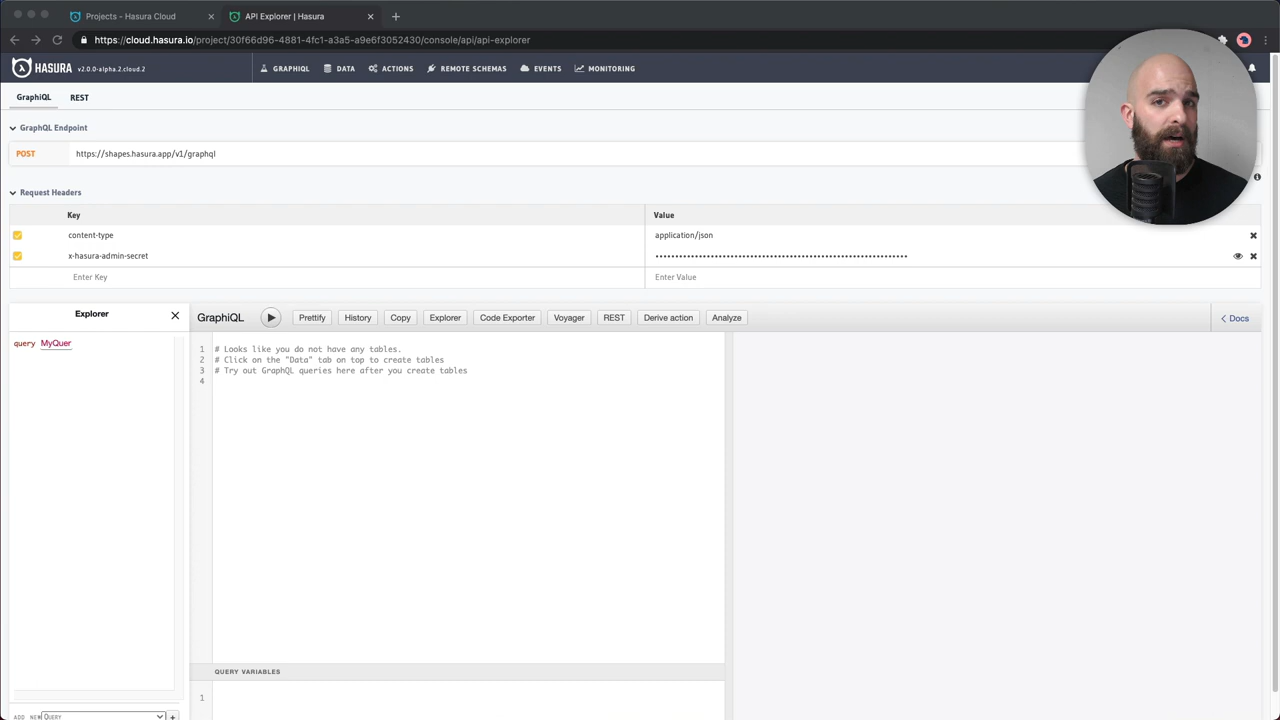 Projects - Hasura Cloud
API Explorer | Hasura
https://cloud.hasura.io/project/30f66d96-4881-4fc1-a3a5-a9e6f3052430/console/api/api-explorer
HASURA v2.0.0-alpha.2.cloud.2 GRAPHIQL DATA ACTIONS REMOTE SCHEMAS EVENTS MONITORING
GraphiQL REST
GraphQL Endpoint
POST https://shapes.hasura.app/v1/graphql
Request Headers
Key Value
content-type application/json
x-hasura-admin-secret ••••••••••••••••••••••••••••••••••••••••••••••••••••••••••••••••
Enter Key Enter Value
Explorer
GraphiQL Prettify History Copy Explorer Code Exporter Voyager REST Derive action Analyze Docs
query MyQuer
1 # Looks like you do not have any tables.
2 # Click on the "Data" tab on top to create tables
3 # Try out GraphQL queries here after you create tables
4
QUERY VARIABLES
1
ADD NEW QUERY +